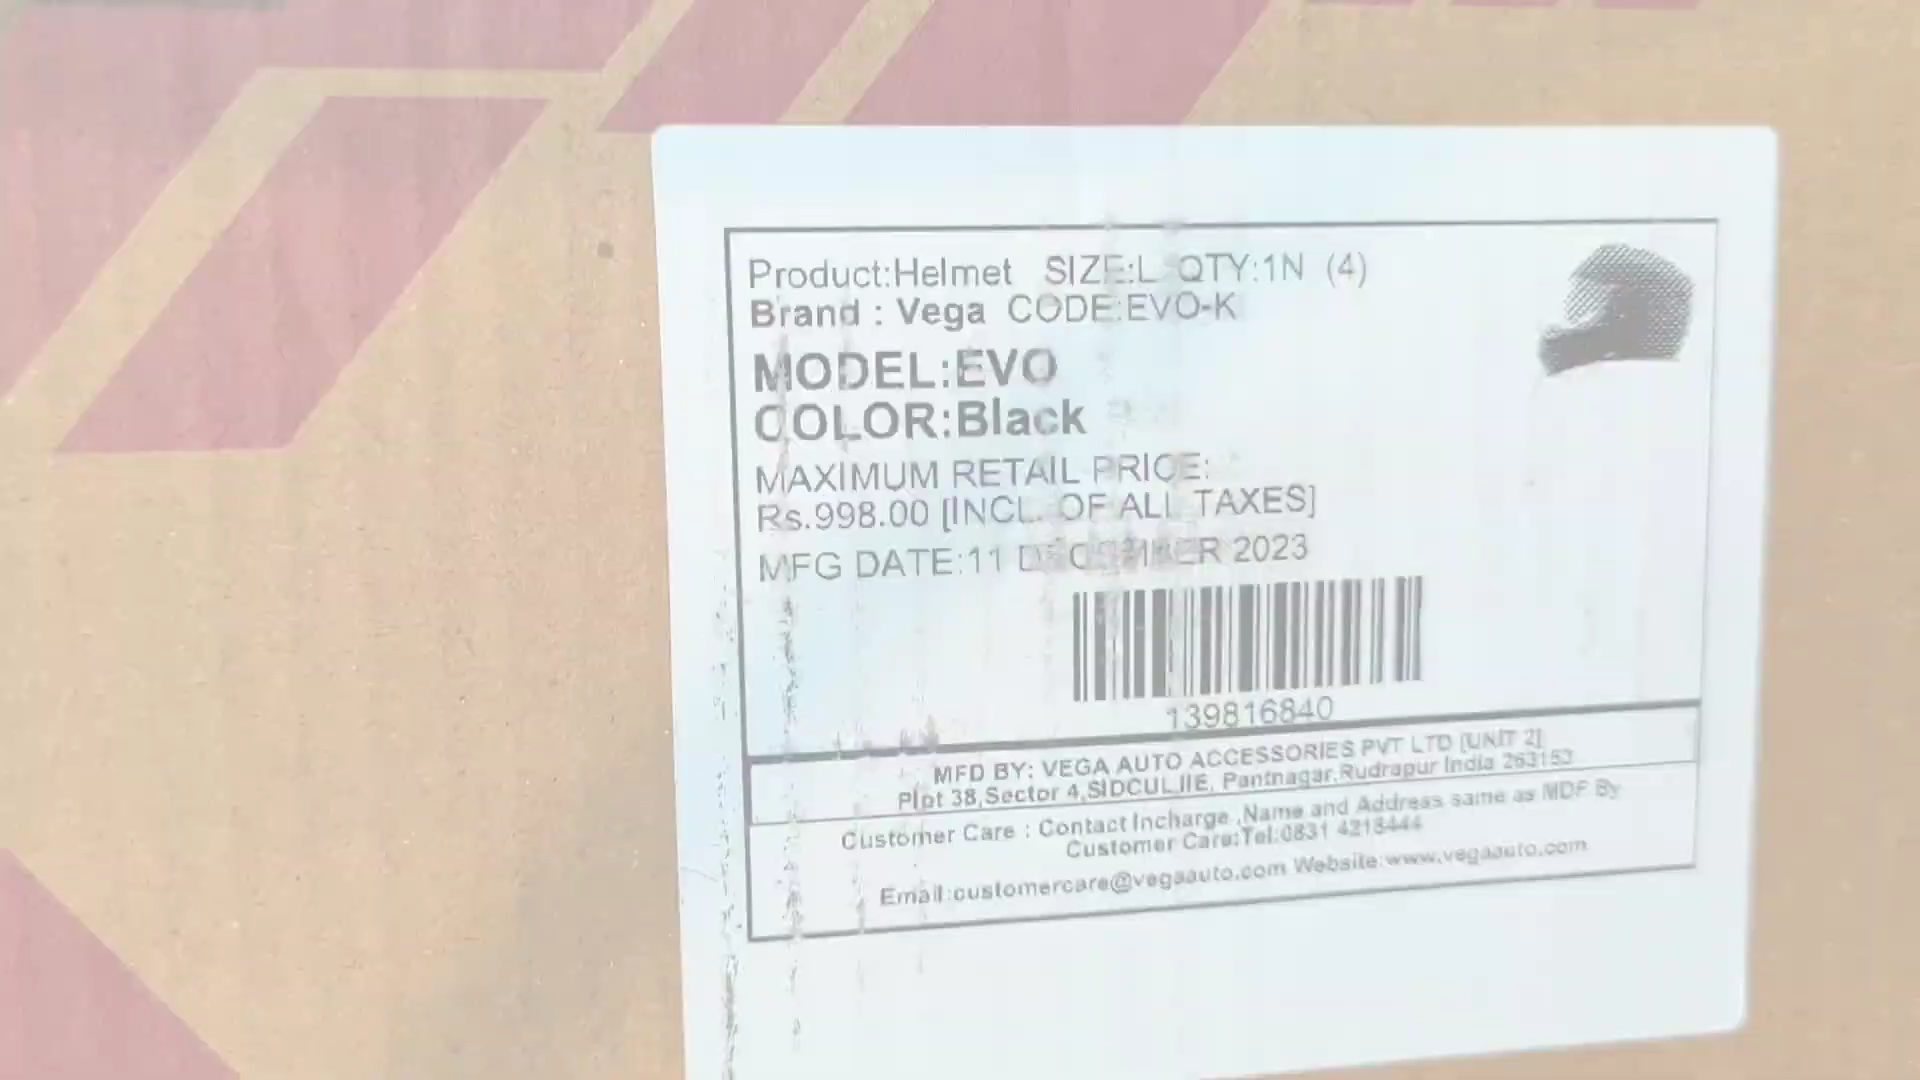 Product:Helmet SIZE:L QTY:1N (4)
Brand : Vega CODE:EVO-K
MODEL:EVO
COLOR:Black
MAXIMUM RETAIL PRICE:
Rs.998.00 [INCL. OF ALL TAXES]
MFG DATE:11 DECEMBER 2023
139816840
MFD BY: VEGA AUTO ACCESSORIES PVT LTD [UNIT 2]
Plot 38,Sector 4,SIDCUL,IIE, Pantnagar,Rudrapur India 263153
Customer Care : Contact Incharge ,Name and Address same as MDF By
Customer Care:Tel:0831 4213444
Email:customercare@vegaauto.com Website:www.vegaauto.com